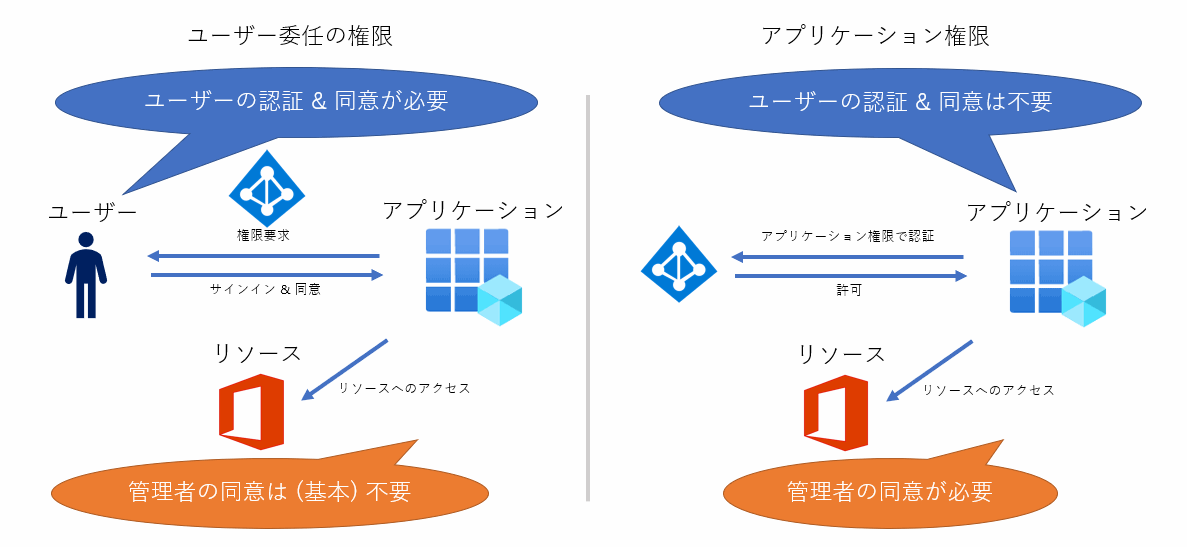 ユーザー委任の権限
ユーザーの認証 & 同意が必要
ユーザー
アプリケーション
権限要求
サインイン & 同意
リソース
リソースへのアクセス
管理者の同意は (基本) 不要
アプリケーション権限
ユーザーの認証 & 同意は不要
アプリケーション
アプリケーション権限で認証
許可
リソース
リソースへのアクセス
管理者の同意が必要